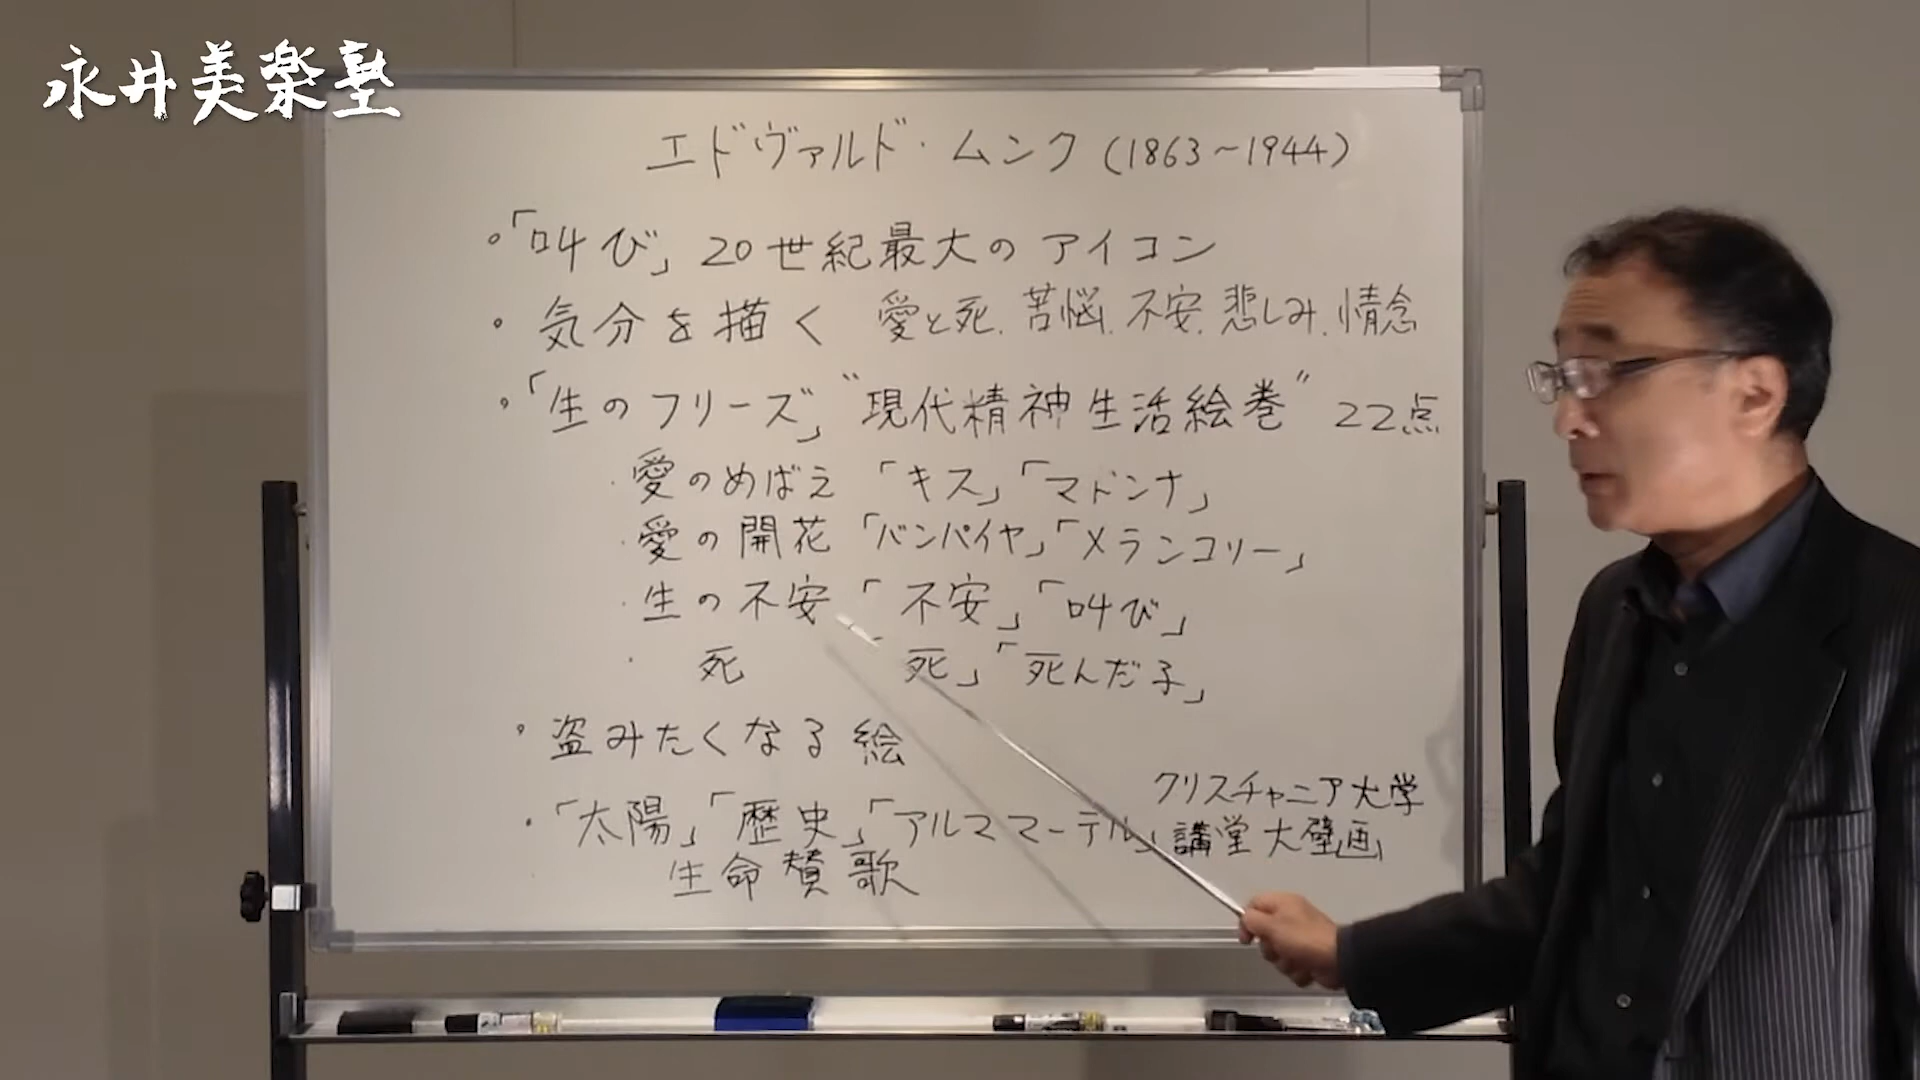 永井美楽塾
エドヴァルド・ムンク(1863~1944)
・「叫び」20世紀最大のアイコン
・気分を描く 愛と死、苦悩、不安、悲しみ、情念
・「生のフリーズ」"現代精神生活絵巻" 22点
・愛のめばえ「キス」「マドンナ」
・愛の開花「バンパイヤ」「メランコリー」
・生の不安「不安」「叫び」
・死 死」「死んだ子」
・盗みたくなる絵
・「太陽」「歴史」「アルママーテル」クリスチャニア大学
講堂大壁画
生命賛歌